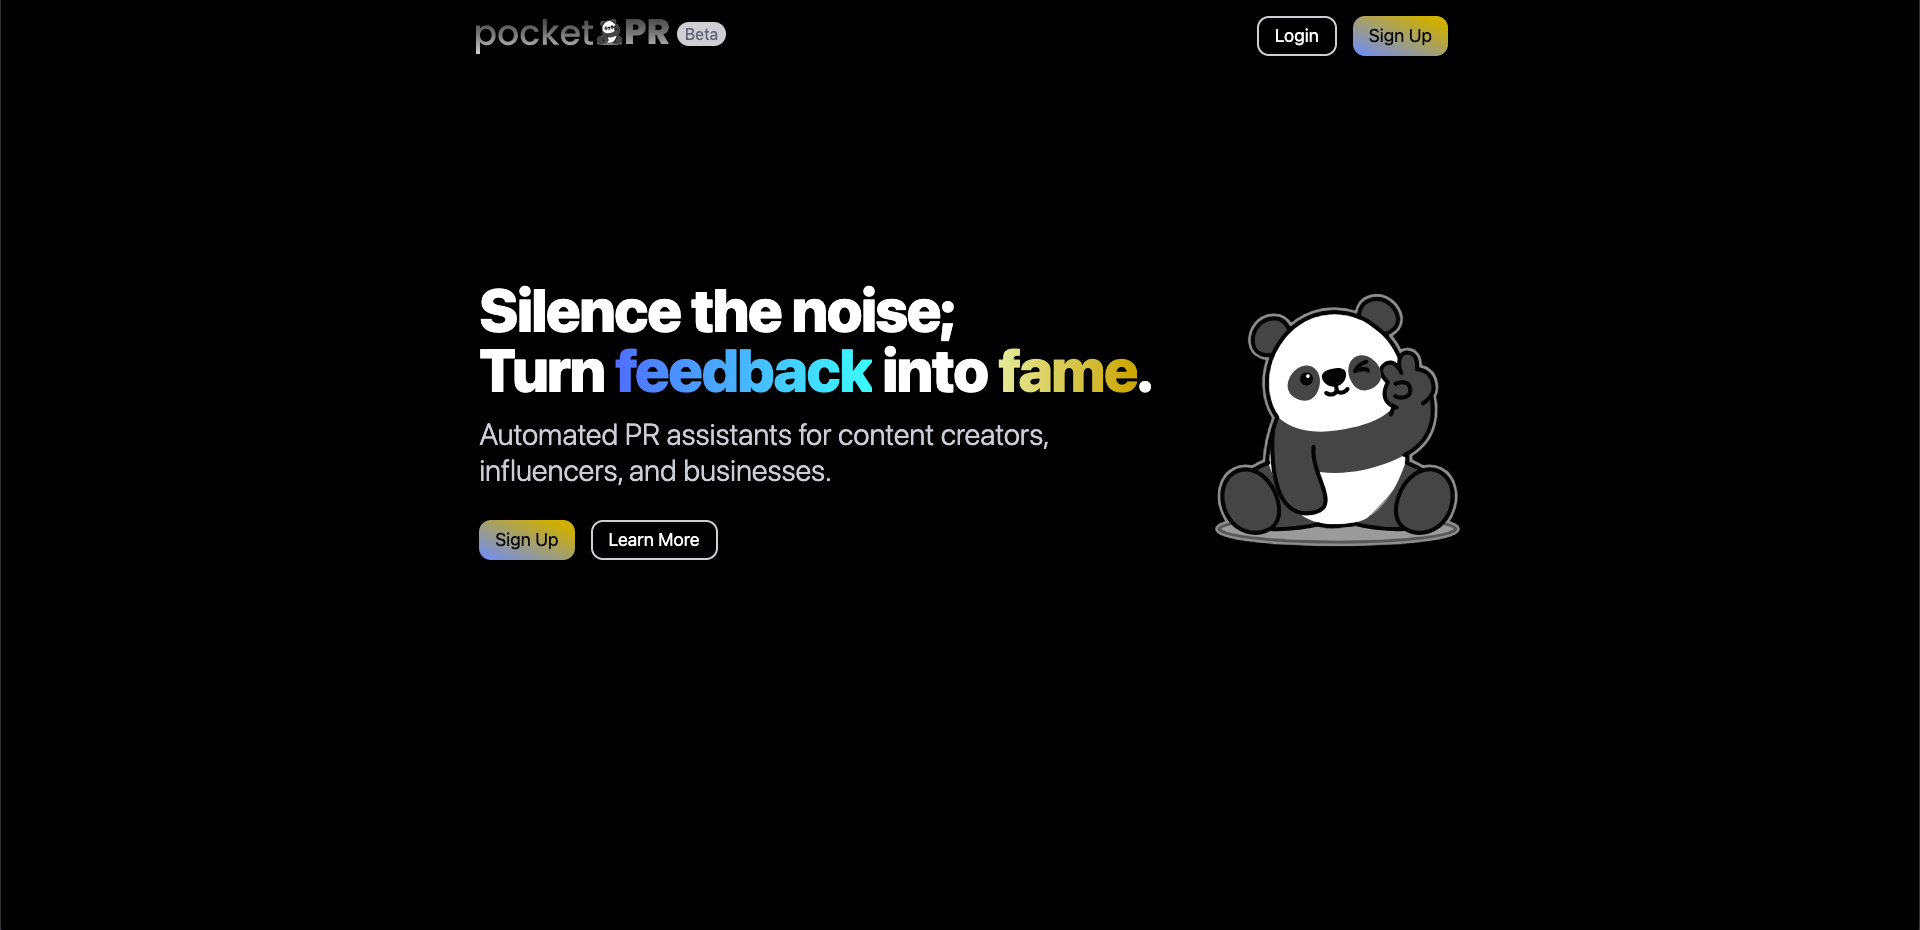 pocketPR Beta
Login
Sign Up
Silence the noise;
Turn feedback into fame.
Automated PR assistants for content creators,
influencers, and businesses.
Sign Up
Learn More